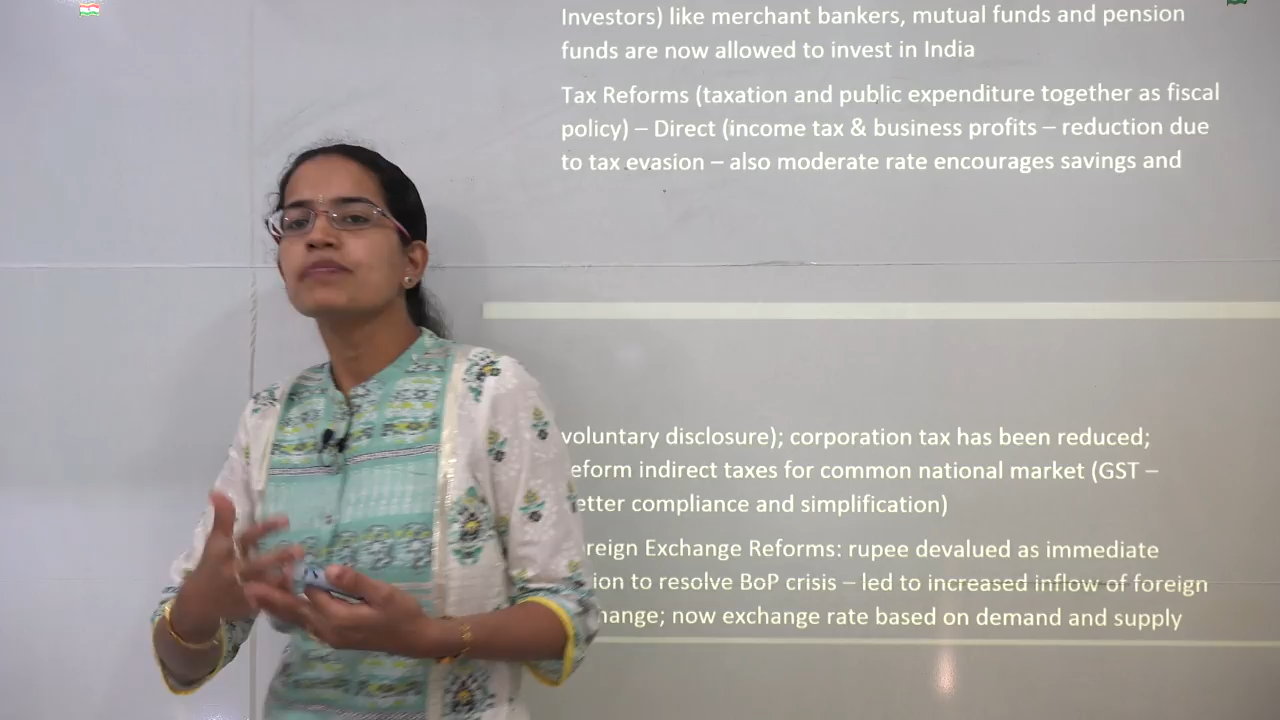 Investors) like merchant bankers, mutual funds and pension
funds are now allowed to invest in India
Tax Reforms (taxation and public expenditure together as fiscal
policy) – Direct (income tax & business profits – reduction due
to tax evasion – also moderate rate encourages savings and
voluntary disclosure); corporation tax has been reduced;
eform indirect taxes for common national market (GST –
etter compliance and simplification)
reign Exchange Reforms: rupee devalued as immediate
ion to resolve BoP crisis – led to increased inflow of foreign
hange; now exchange rate based on demand and supply